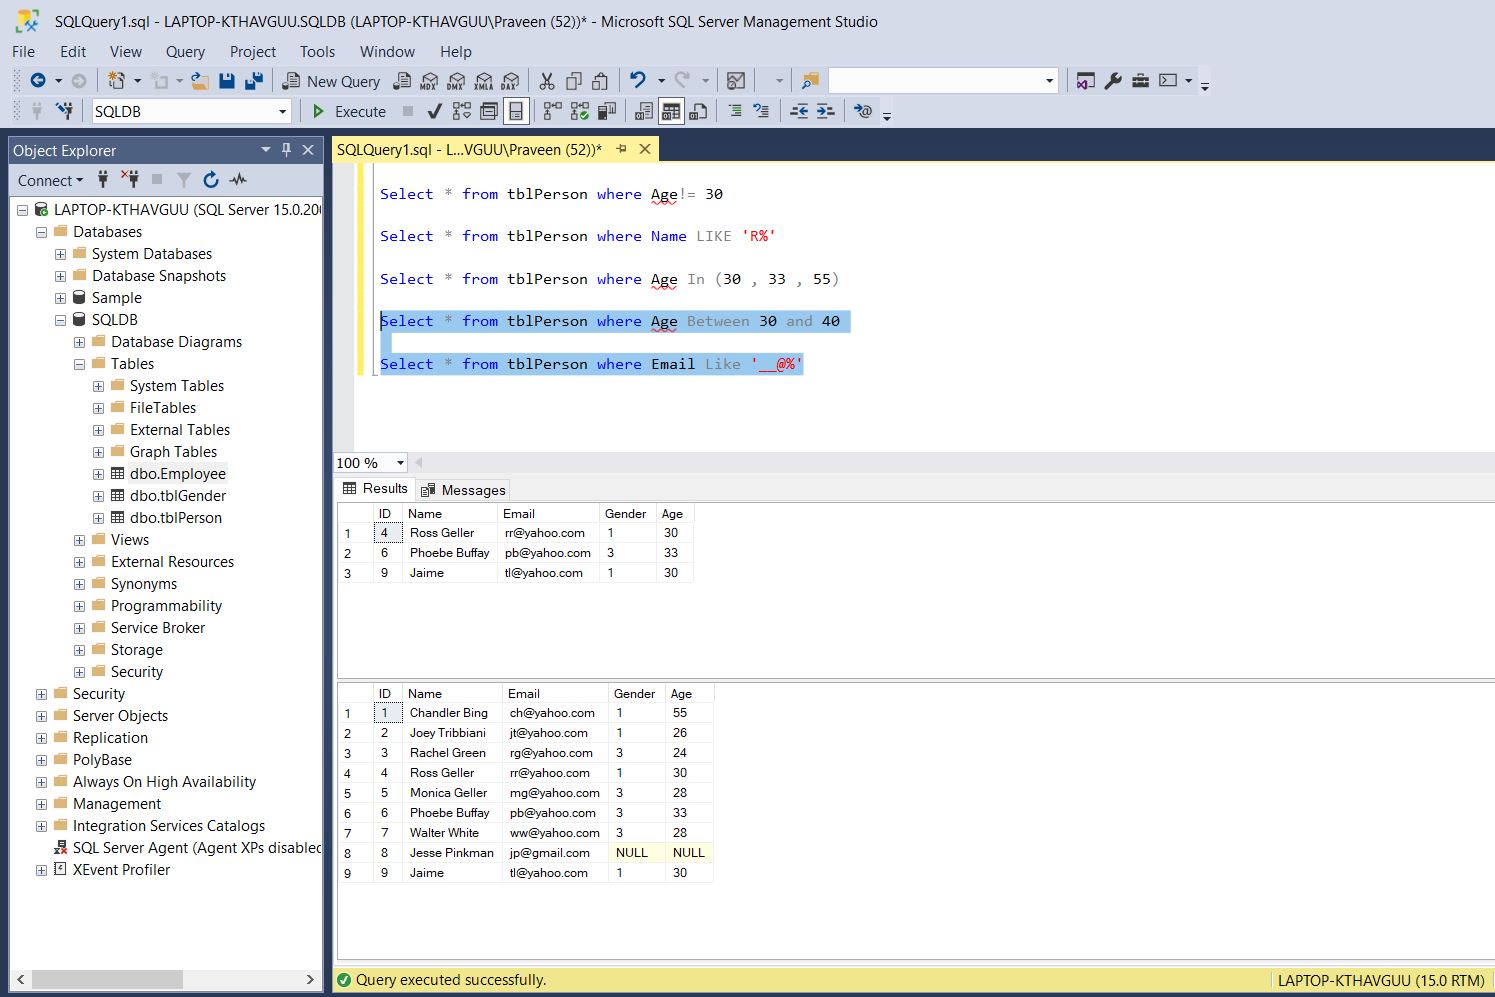 SQLQuery1.sql - LAPTOP-KTHAVGUU.SQLDB (LAPTOP-KTHAVGUU\Praveen (52))* - Microsoft SQL Server Management Studio
File Edit View Query Project Tools Window Help
New Query MDX DMX XMLA DAX
SQLDB Execute
Object Explorer
Connect
LAPTOP-KTHAVGUU (SQL Server 15.0.200
Databases
System Databases
Database Snapshots
Sample
SQLDB
Database Diagrams
Tables
System Tables
FileTables
External Tables
Graph Tables
dbo.Employee
dbo.tblGender
dbo.tblPerson
Views
External Resources
Synonyms
Programmability
Service Broker
Storage
Security
Security
Server Objects
Replication
PolyBase
Always On High Availability
Management
Integration Services Catalogs
SQL Server Agent (Agent XPs disabled
XEvent Profiler
SQLQuery1.sql - L...VGUU\Praveen (52))*
Select * from tblPerson where Age!= 30
Select * from tblPerson where Name LIKE 'R%'
Select * from tblPerson where Age In (30 , 33 , 55)
Select * from tblPerson where Age Between 30 and 40
Select * from tblPerson where Email Like '__@%'
100 %
Results Messages
ID Name Email Gender Age
1 4 Ross Geller rr@yahoo.com 1 30
2 6 Phoebe Buffay pb@yahoo.com 3 33
3 9 Jaime tl@yahoo.com 1 30
ID Name Email Gender Age
1 1 Chandler Bing ch@yahoo.com 1 55
2 2 Joey Tribbiani jt@yahoo.com 1 26
3 3 Rachel Green rg@yahoo.com 3 24
4 4 Ross Geller rr@yahoo.com 1 30
5 5 Monica Geller mg@yahoo.com 3 28
6 6 Phoebe Buffay pb@yahoo.com 3 33
7 7 Walter White ww@yahoo.com 3 28
8 8 Jesse Pinkman jp@gmail.com NULL NULL
9 9 Jaime tl@yahoo.com 1 30
Query executed successfully. LAPTOP-KTHAVGUU (15.0 RTM)